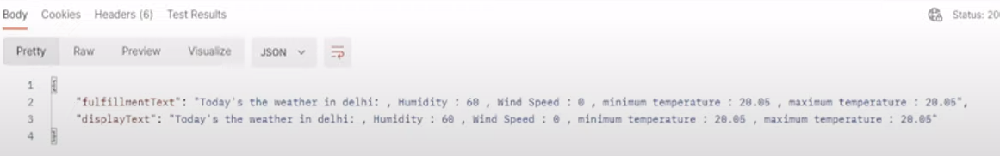 Body Cookies Headers (6) Test Results Status: 20
Pretty Raw Preview Visualize JSON
1 {
2 "fulfillmentText": "Today's the weather in delhi: , Humidity : 60 , Wind Speed : 0 , minimum temperature : 20.05 , maximum temperature : 20.05",
3 "displayText": "Today's the weather in delhi: , Humidity : 60 , Wind Speed : 0 , minimum temperature : 20.05 , maximum temperature : 20.05"
4 }